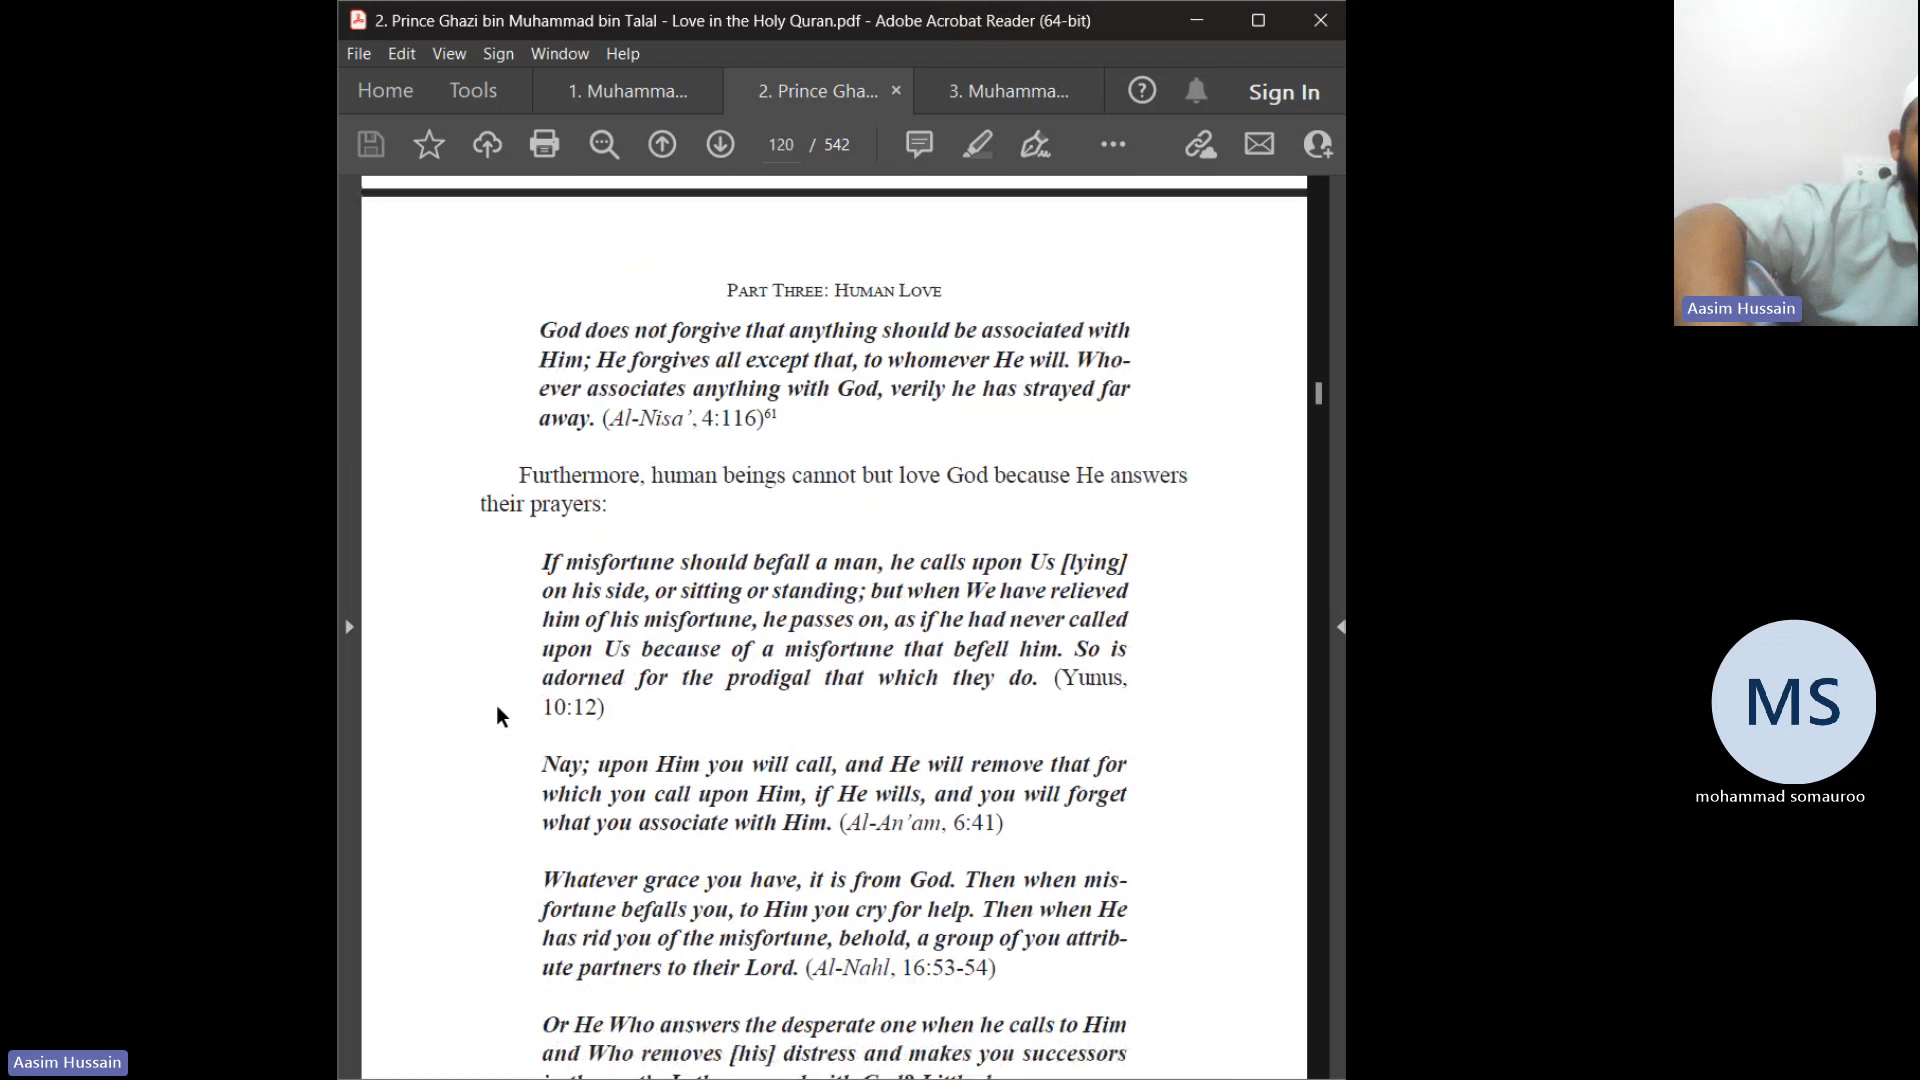 2. Prince Ghazi bin Muhammad bin Talal - Love in the Holy Quran.pdf - Adobe Acrobat Reader (64-bit)
File Edit View Sign Window Help
Home Tools 1. Muhamma... 2. Prince Gha... × 3. Muhamma... Sign In
120 / 542
PART THREE: HUMAN LOVE
God does not forgive that anything should be associated with
Him; He forgives all except that, to whomever He will. Who-
ever associates anything with God, verily he has strayed far
away. (Al-Nisa’, 4:116)61
Furthermore, human beings cannot but love God because He answers
their prayers:
If misfortune should befall a man, he calls upon Us [lying]
on his side, or sitting or standing; but when We have relieved
him of his misfortune, he passes on, as if he had never called
upon Us because of a misfortune that befell him. So is
adorned for the prodigal that which they do. (Yunus,
10:12)
Nay; upon Him you will call, and He will remove that for
which you call upon Him, if He wills, and you will forget
what you associate with Him. (Al-An’am, 6:41)
Whatever grace you have, it is from God. Then when mis-
fortune befalls you, to Him you cry for help. Then when He
has rid you of the misfortune, behold, a group of you attrib-
ute partners to their Lord. (Al-Nahl, 16:53-54)
Or He Who answers the desperate one when he calls to Him
and Who removes [his] distress and makes you successors
Aasim Hussain
MS
mohammad somauroo
Aasim Hussain